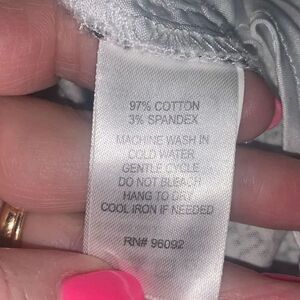 97% COTTON
3% SPANDEX
MACHINE WASH IN
COLD WATER
GENTLE CYCLE
DO NOT BLEACH
HANG TO DRY
COOL IRON IF NEEDED
RN# 96092